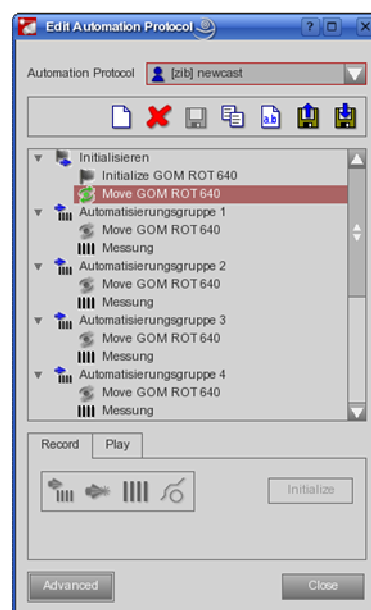 Edit Automation Protocol
Automation Protocol [zib] newcast
a.b
Initialisieren
Initialize GOM ROT 640
Move GOM ROT 640
Automatisierungsgruppe 1
Move GOM ROT 640
Messung
Automatisierungsgruppe 2
Move GOM ROT 640
Messung
Automatisierungsgruppe 3
Move GOM ROT 640
Messung
Automatisierungsgruppe 4
Move GOM ROT 640
Messung
Record Play
Initialize
Advanced Close